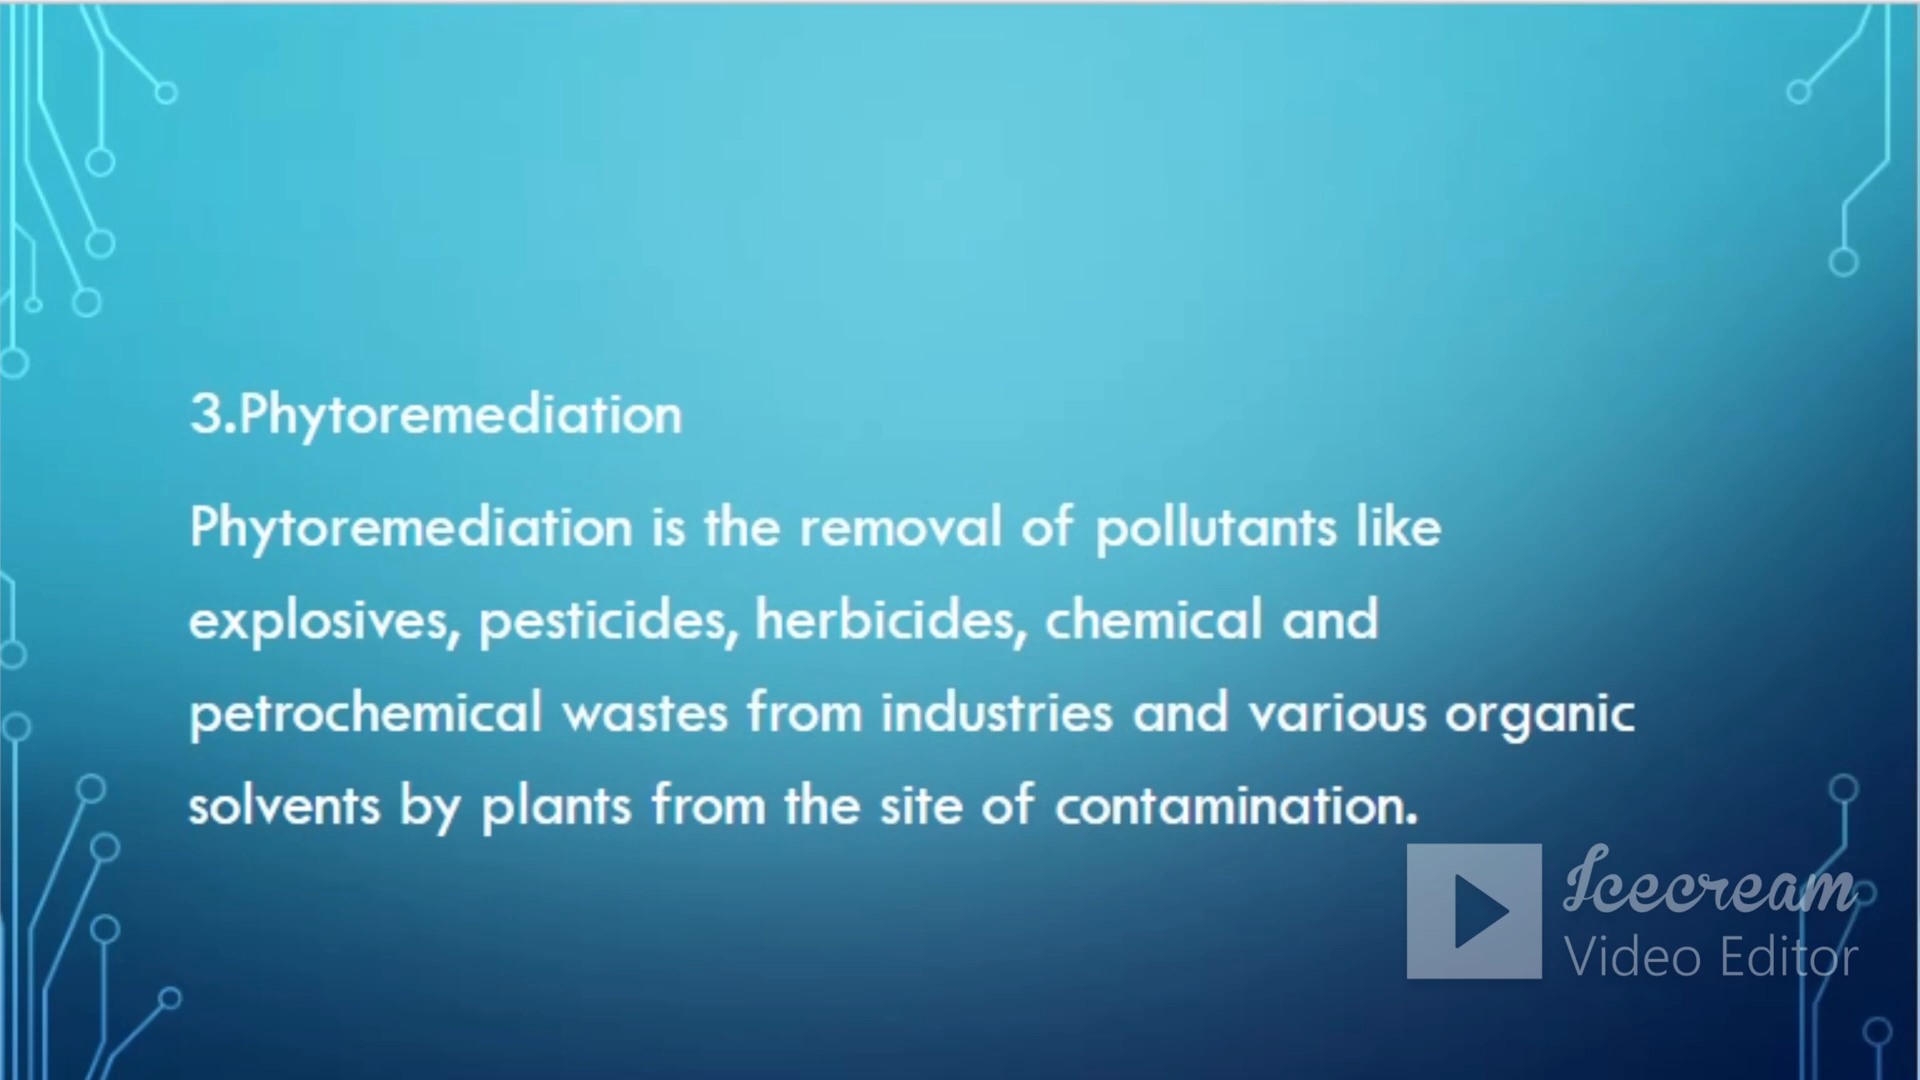 3.Phytoremediation
Phytoremediation is the removal of pollutants like
explosives, pesticides, herbicides, chemical and
petrochemical wastes from industries and various organic
solvents by plants from the site of contamination.
Icecream
Video Editor